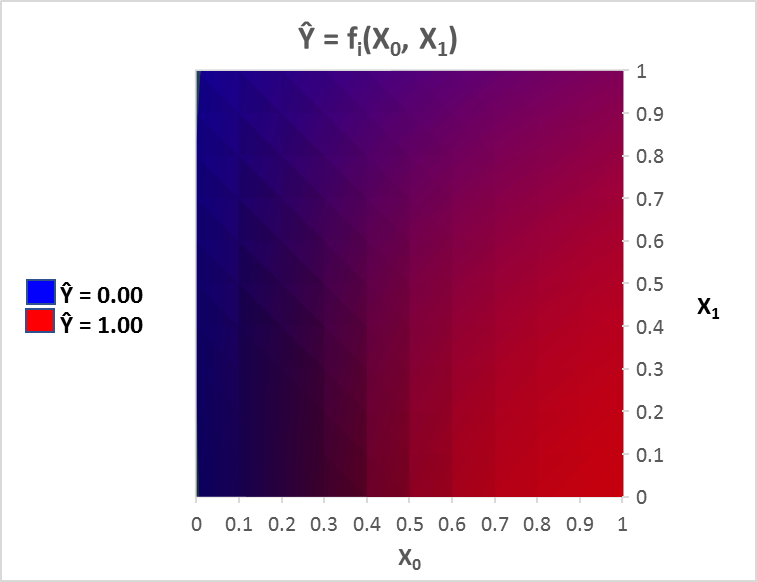 Ŷ = fᵢ(X₀, X₁)
1
0.9
0.8
0.7
0.6
0.5
0.4
0.3
0.2
0.1
0
Ŷ = 0.00
Ŷ = 1.00
X₁
0 0.1 0.2 0.3 0.4 0.5 0.6 0.7 0.8 0.9 1
X₀